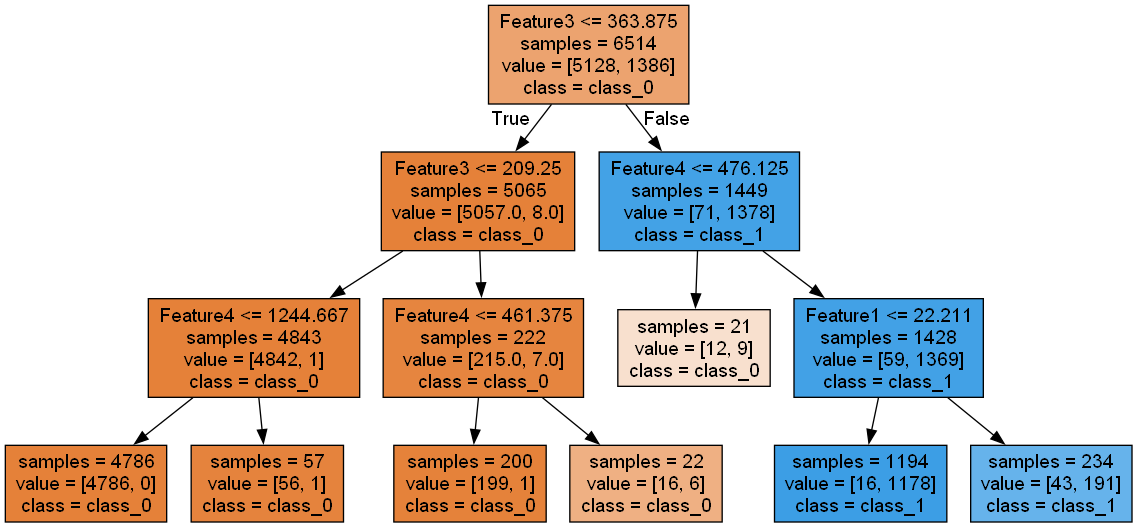 Feature3 <= 363.875
samples = 6514
value = [5128, 1386]
class = class_0
True
False
Feature3 <= 209.25
samples = 5065
value = [5057.0, 8.0]
class = class_0
Feature4 <= 476.125
samples = 1449
value = [71, 1378]
class = class_1
Feature4 <= 1244.667
samples = 4843
value = [4842, 1]
class = class_0
Feature4 <= 461.375
samples = 222
value = [215.0, 7.0]
class = class_0
samples = 21
value = [12, 9]
class = class_0
Feature1 <= 22.211
samples = 1428
value = [59, 1369]
class = class_1
samples = 4786
value = [4786, 0]
class = class_0
samples = 57
value = [56, 1]
class = class_0
samples = 200
value = [199, 1]
class = class_0
samples = 22
value = [16, 6]
class = class_0
samples = 1194
value = [16, 1178]
class = class_1
samples = 234
value = [43, 191]
class = class_1